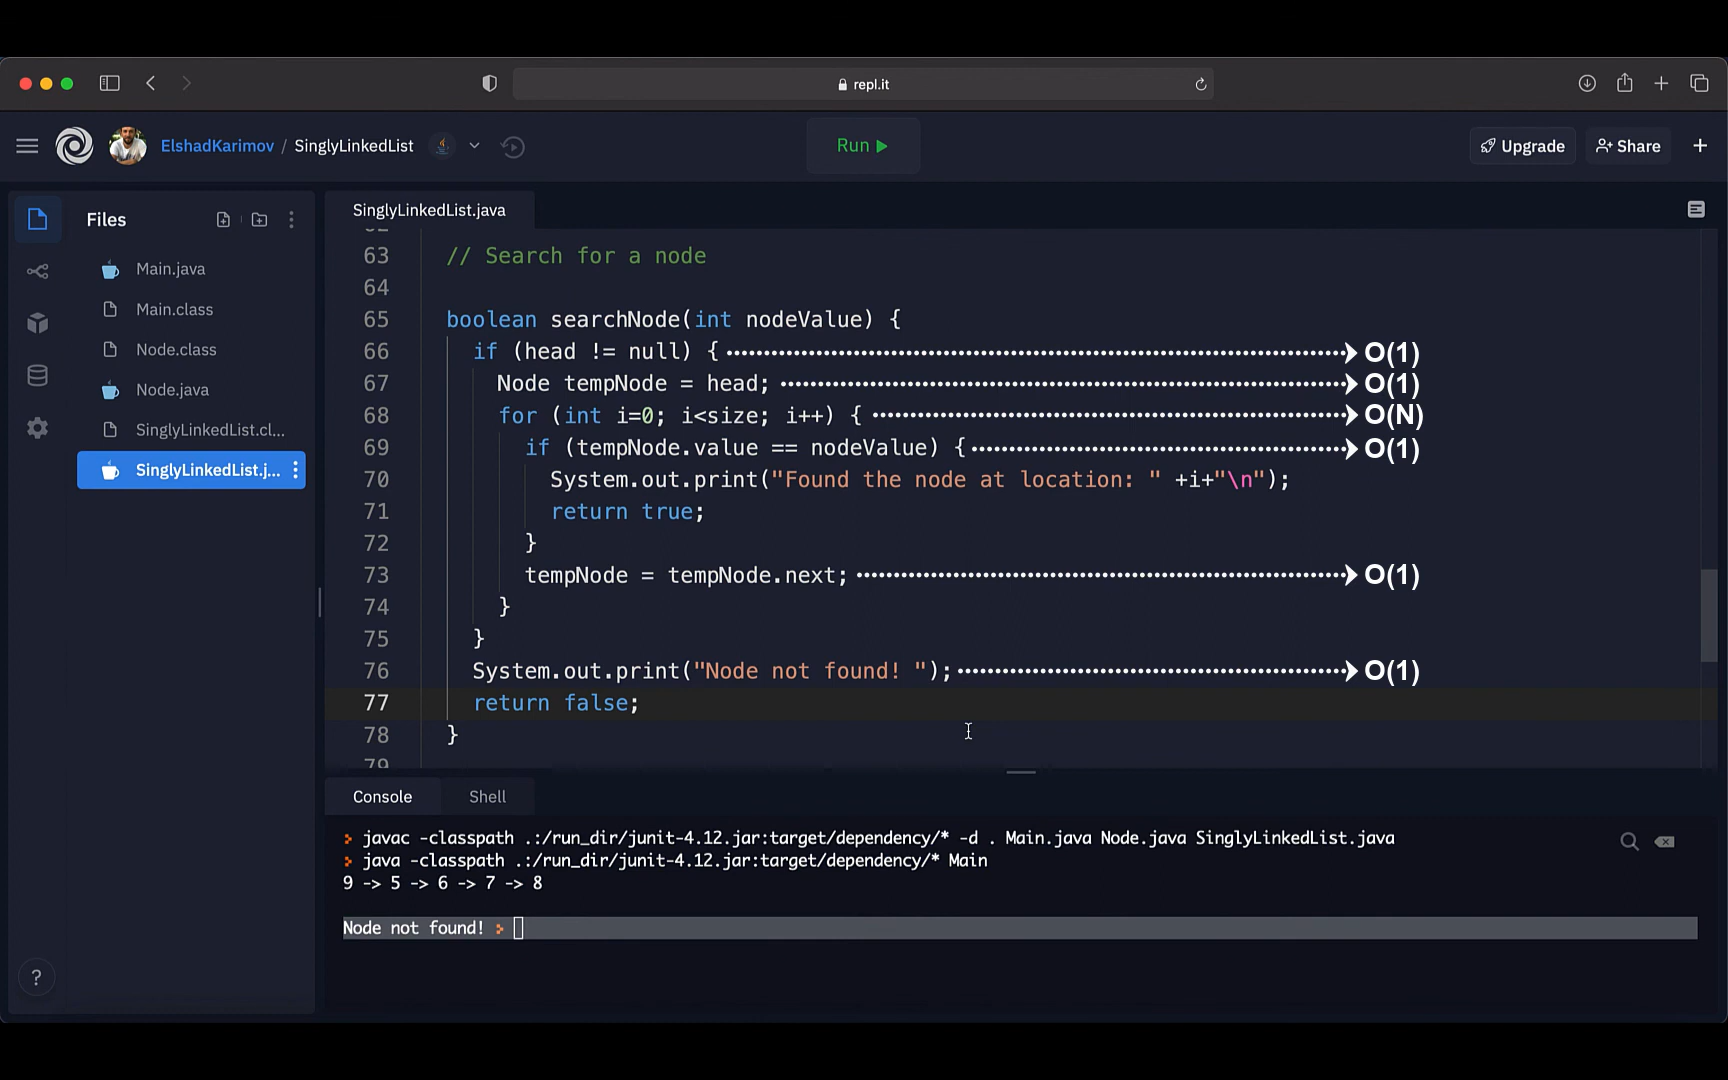 repl.it
ElshadKarimov / SinglyLinkedList
Run
Upgrade
Share
Files
Main.java
Main.class
Node.class
Node.java
SinglyLinkedList.cl...
SinglyLinkedList.j...
SinglyLinkedList.java
63 // Search for a node
64
65 boolean searchNode(int nodeValue) {
66 if (head != null) { O(1)
67 Node tempNode = head; O(1)
68 for (int i=0; i<size; i++) { O(N)
69 if (tempNode.value == nodeValue) { O(1)
70 System.out.print("Found the node at location: " +i+"\n");
71 return true;
72 }
73 tempNode = tempNode.next; O(1)
74 }
75 }
76 System.out.print("Node not found! "); O(1)
77 return false;
78 }
79
Console Shell
javac -classpath .:/run_dir/junit-4.12.jar:target/dependency/* -d . Main.java Node.java SinglyLinkedList.java
java -classpath .:/run_dir/junit-4.12.jar:target/dependency/* Main
9 -> 5 -> 6 -> 7 -> 8
Node not found!
?